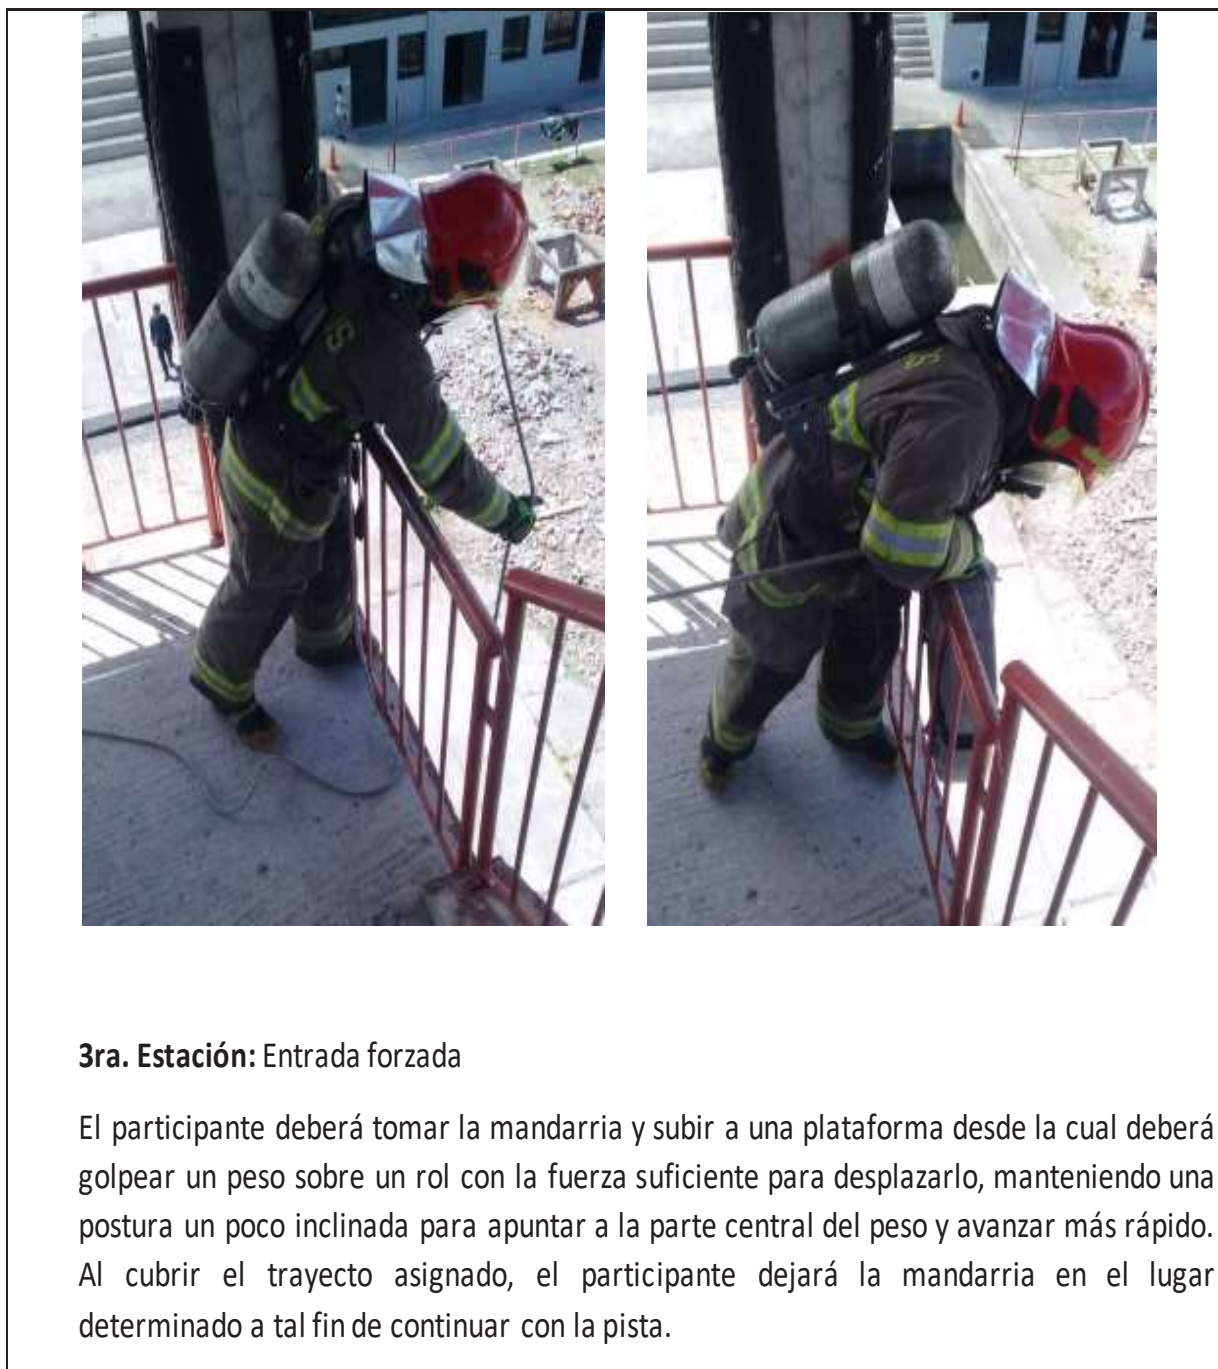 3ra. Estación: Entrada forzada
El participante deberá tomar la mandarria y subir a una plataforma desde la cual deberá
golpear un peso sobre un rol con la fuerza suficiente para desplazarlo, manteniendo una
postura un poco inclinada para apuntar a la parte central del peso y avanzar más rápido.
Al cubrir el trayecto asignado, el participante dejará la mandarria en el lugar
determinado a tal fin de continuar con la pista.